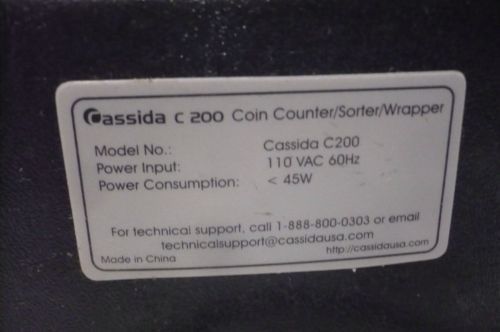 Cassida C 200 Coin Counter/Sorter/Wrapper
Model No.: Cassida C200
Power Input: 110 VAC 60Hz
Power Consumption: < 45W
For technical support, call 1-888-800-0303 or email
technicalsupport@cassidausa.com
Made in China http://cassidausa.com